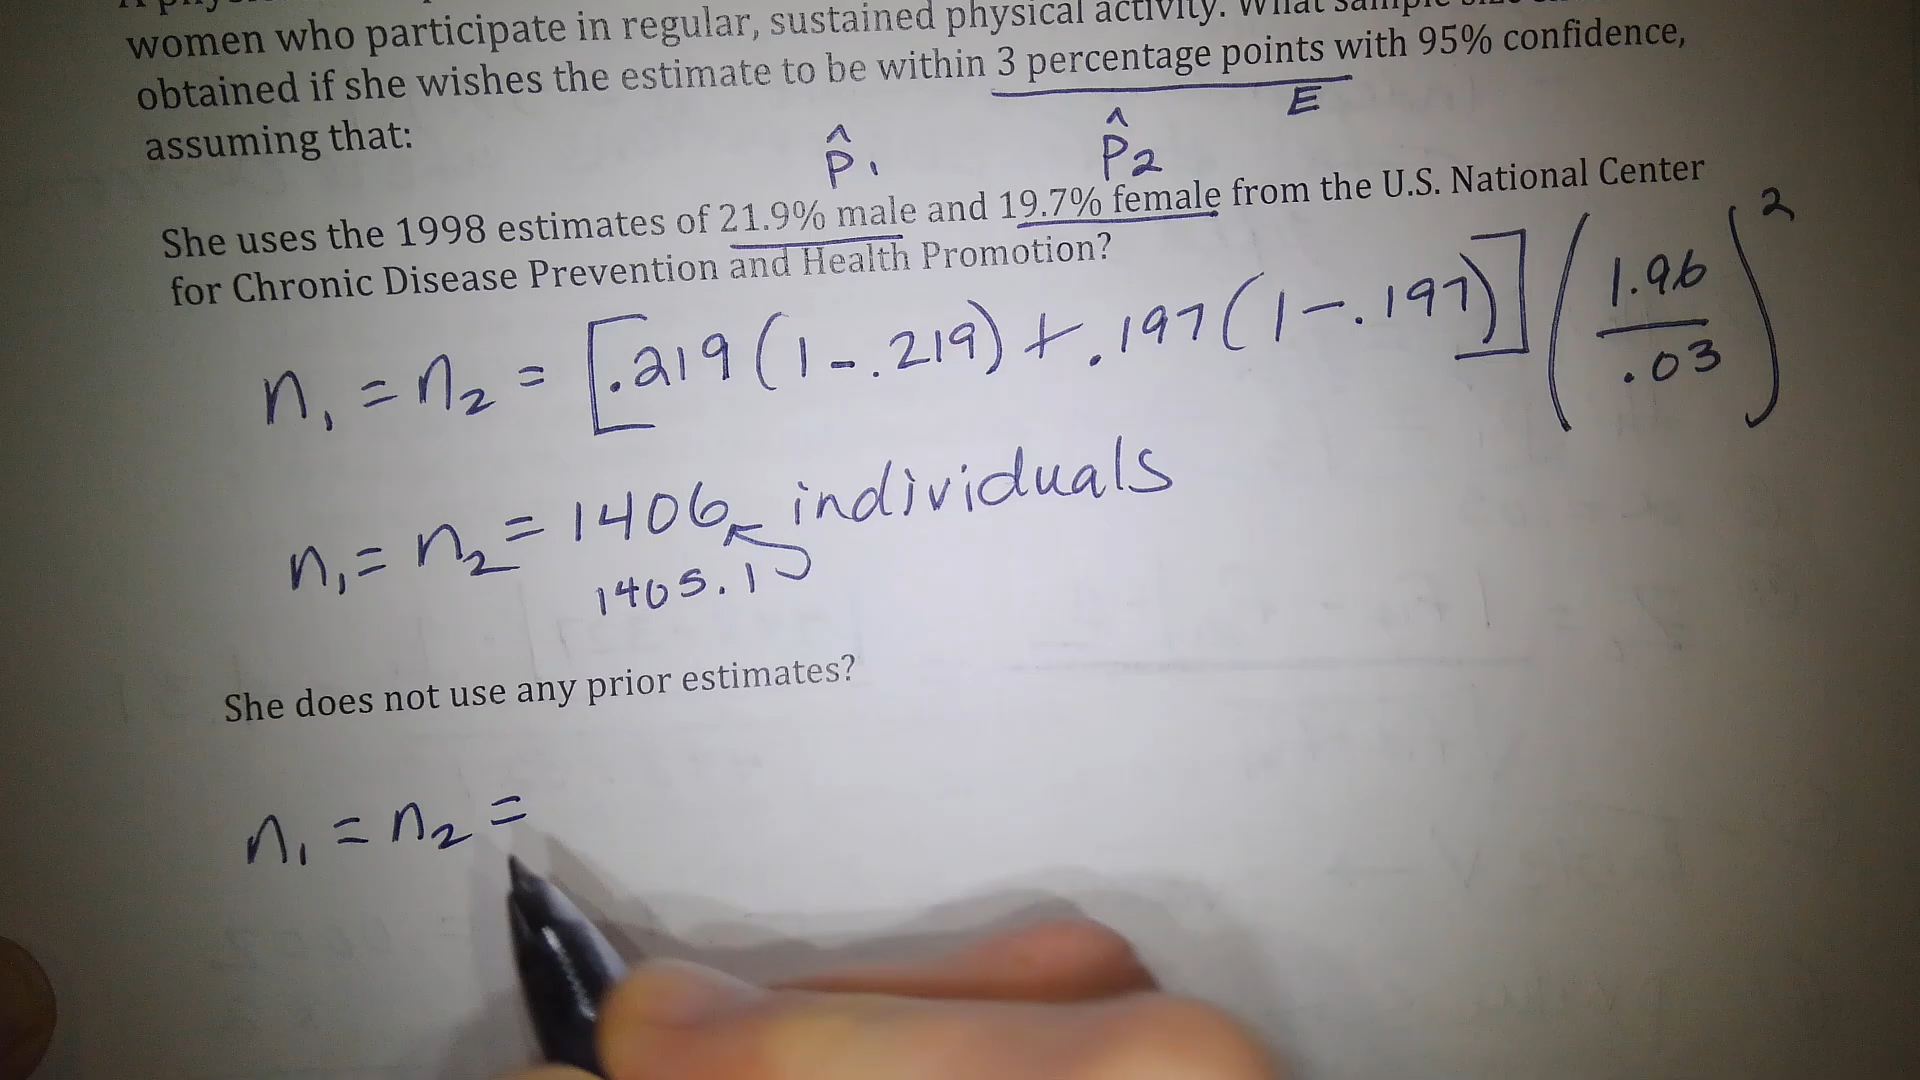 women who participate in regular, sustained physical activity. What sample size
obtained if she wishes the estimate to be within 3 percentage points with 95% confidence,
E
assuming that:
p̂₁ p̂₂
She uses the 1998 estimates of 21.9% male and 19.7% female from the U.S. National Center
for Chronic Disease Prevention and Health Promotion?
n₁ = n₂ = [.219(1-.219)+.197(1-.197)](1.96/.03)²
n₁ = n₂ = 1406 individuals
1405.1
She does not use any prior estimates?
n₁ = n₂ =